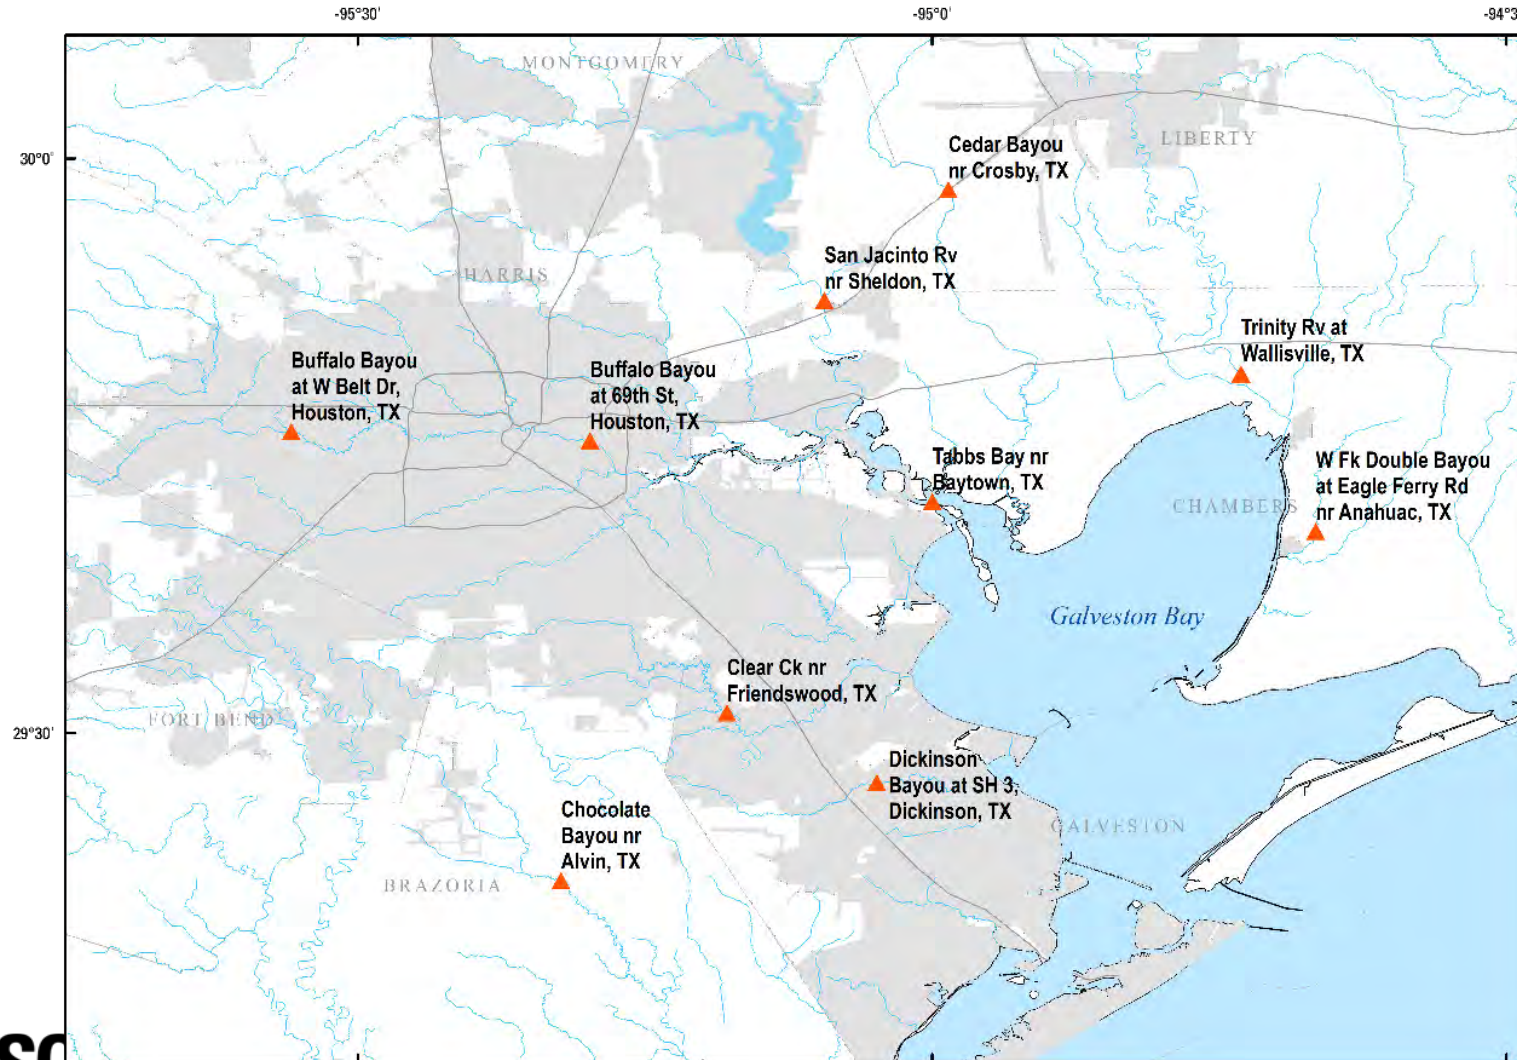 -95°30'
-95°0'
-94°3
MONTGOMERY
LIBERTY
30°0'
Cedar Bayou
nr Crosby, TX
HARRIS
San Jacinto Rv
nr Sheldon, TX
Trinity Rv at
Wallisville, TX
Buffalo Bayou
at W Belt Dr,
Houston, TX
Buffalo Bayou
at 69th St,
Houston, TX
Tabbs Bay nr
Baytown, TX
W Fk Double Bayou
at Eagle Ferry Rd
nr Anahuac, TX
CHAMBERS
Galveston Bay
Clear Ck nr
Friendswood, TX
FORT BEND
29°30'
Dickinson
Bayou at SH 3,
Dickinson, TX
Chocolate
Bayou nr
Alvin, TX
GALVESTON
BRAZORIA